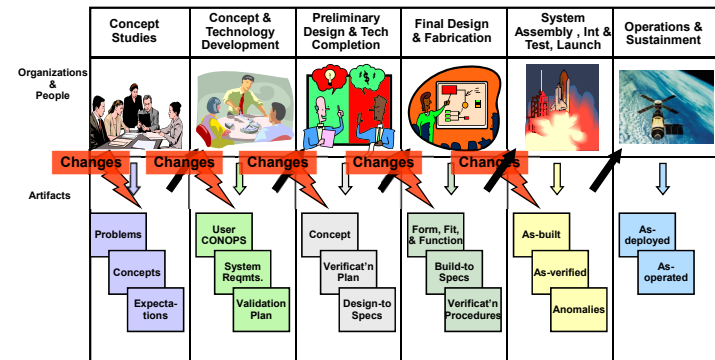 Concept
Studies
Concept &
Technology
Development
Preliminary
Design & Tech
Completion
Final Design
& Fabrication
System
Assembly , Int &
Test, Launch
Operations &
Sustainment
Organizations
&
People
Changes
Changes
Changes
Changes
Changes
Artifacts
Problems
Concepts
Expecta-
tions
User
CONOPS
System
Reqmts.
Validation
Plan
Concept
Verificat'n
Plan
Design-to
Specs
Form, Fit,
& Function
Build-to
Specs
Verificat'n
Procedures
As-built
As-verified
Anomalies
As-
deployed
As-
operated